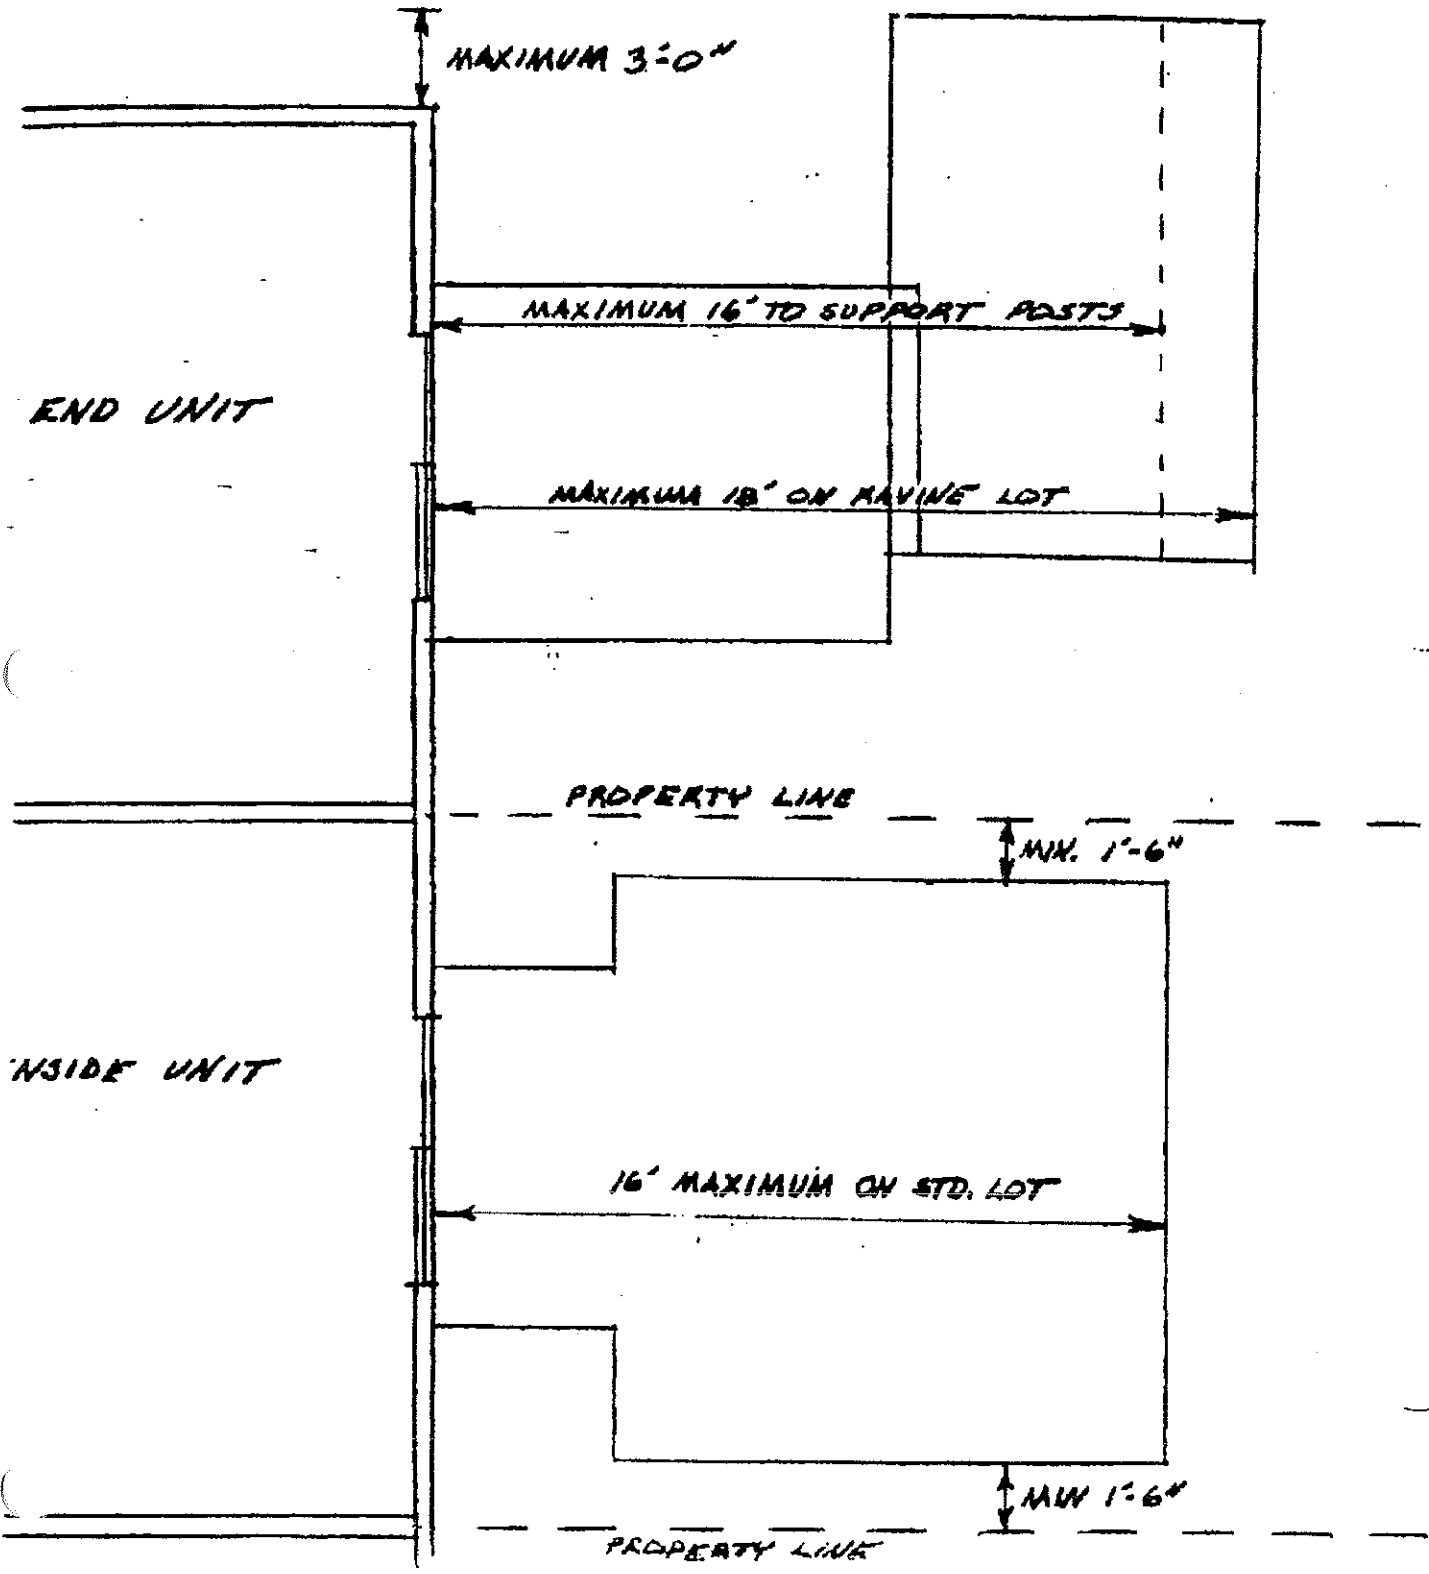 MAXIMUM 3'-0"
MAXIMUM 16' TO SUPPORT POSTS
END UNIT
MAXIMUM 18' ON RAVINE LOT
PROPERTY LINE
MIN. 1'-6"
NSIDE UNIT
16' MAXIMUM ON STD. LOT
MIN 1'-6"
PROPERTY LINE